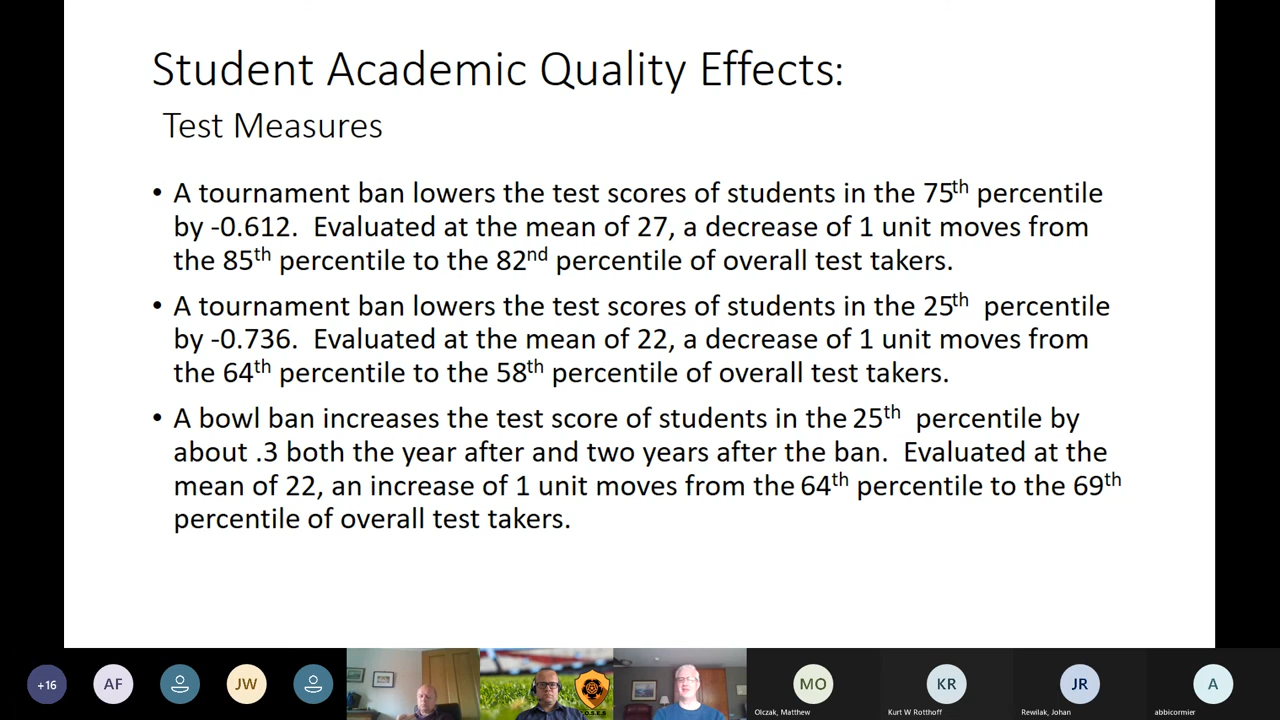 Student Academic Quality Effects:
Test Measures
• A tournament ban lowers the test scores of students in the 75th percentile
by -0.612.  Evaluated at the mean of 27, a decrease of 1 unit moves from
the 85th percentile to the 82nd percentile of overall test takers.
• A tournament ban lowers the test scores of students in the 25th  percentile
by -0.736.  Evaluated at the mean of 22, a decrease of 1 unit moves from
the 64th percentile to the 58th percentile of overall test takers.
• A bowl ban increases the test score of students in the 25th  percentile by
about .3 both the year after and two years after the ban.  Evaluated at the
mean of 22, an increase of 1 unit moves from the 64th percentile to the 69th
percentile of overall test takers.
+16
AF
JW
MO
KR
JR
A
Olczak, Matthew
Kurt W Rotthoff
Rewilak, Johan
abbicormier